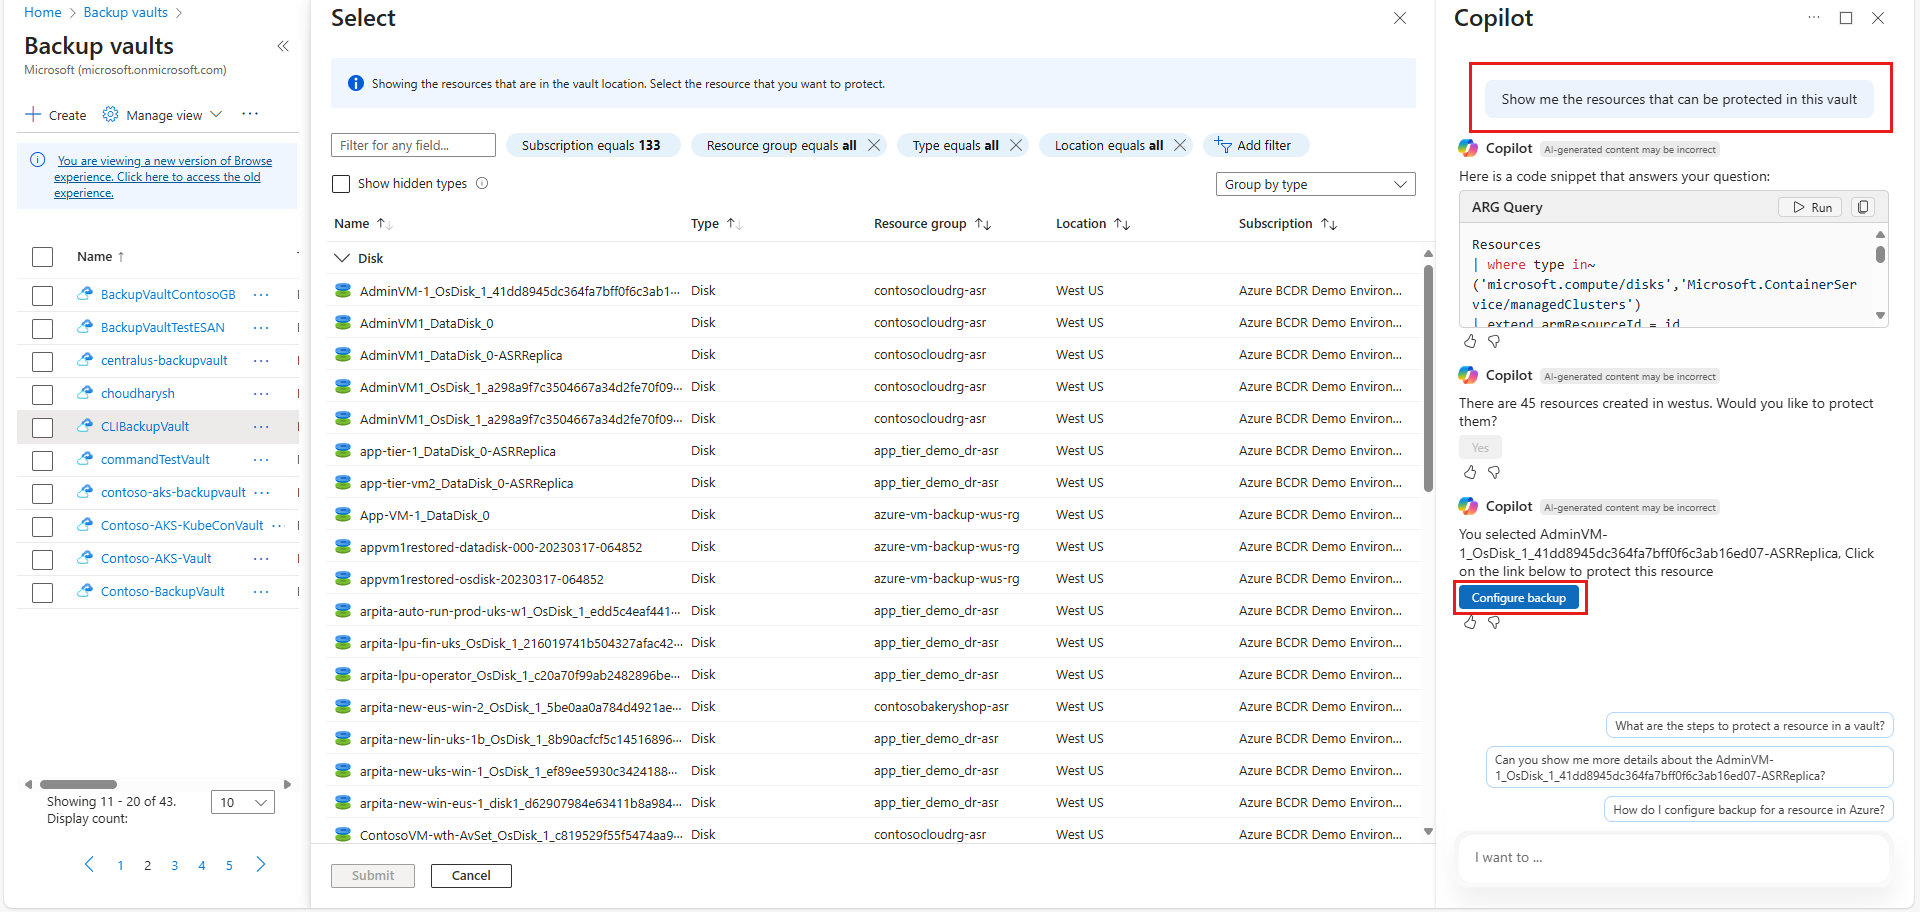 Home > Backup vaults >
Backup vaults
Microsoft (microsoft.onmicrosoft.com)
Create
Manage view
You are viewing a new version of Browse
experience. Click here to access the old
experience.
Name ↑
BackupVaultContosoGB
BackupVaultTestESAN
centralus-backupvault
choudharysh
CLIBackupVault
commandTestVault
contoso-aks-backupvault
Contoso-AKS-KubeConVault
Contoso-AKS-Vault
Contoso-BackupVault
Showing 11 - 20 of 43.
Display count:
10
1 2 3 4 5
Select
Showing the resources that are in the vault location. Select the resource that you want to protect.
Filter for any field...
Subscription equals 133
Resource group equals all
Type equals all
Location equals all
Add filter
Show hidden types
Group by type
Name Type Resource group Location Subscription
Disk
AdminVM-1_OsDisk_1_41dd8945dc364fa7bff0f6c3ab1... Disk contosocloudrg-asr West US Azure BCDR Demo Environ...
AdminVM1_DataDisk_0 Disk contosocloudrg-asr West US Azure BCDR Demo Environ...
AdminVM1_DataDisk_0-ASRReplica Disk contosocloudrg-asr West US Azure BCDR Demo Environ...
AdminVM1_OsDisk_1_a298a9f7c3504667a34d2fe70f09... Disk contosocloudrg-asr West US Azure BCDR Demo Environ...
AdminVM1_OsDisk_1_a298a9f7c3504667a34d2fe70f09... Disk contosocloudrg-asr West US Azure BCDR Demo Environ...
app-tier-1_DataDisk_0-ASRReplica Disk app_tier_demo_dr-asr West US Azure BCDR Demo Environ...
app-tier-vm2_DataDisk_0-ASRReplica Disk app_tier_demo_dr-asr West US Azure BCDR Demo Environ...
App-VM-1_DataDisk_0 Disk azure-vm-backup-wus-rg West US Azure BCDR Demo Environ...
appvm1restored-datadisk-000-20230317-064852 Disk azure-vm-backup-wus-rg West US Azure BCDR Demo Environ...
appvm1restored-osdisk-20230317-064852 Disk azure-vm-backup-wus-rg West US Azure BCDR Demo Environ...
arpita-auto-run-prod-uks-w1_OsDisk_1_edd5c4eaf441... Disk app_tier_demo_dr-asr West US Azure BCDR Demo Environ...
arpita-lpu-fin-uks_OsDisk_1_216019741b504327afac42... Disk app_tier_demo_dr-asr West US Azure BCDR Demo Environ...
arpita-lpu-operator_OsDisk_1_c20a70f99ab2482896be... Disk app_tier_demo_dr-asr West US Azure BCDR Demo Environ...
arpita-new-eus-win-2_OsDisk_1_5be0aa0a784d4921ae... Disk contosobakeryshop-asr West US Azure BCDR Demo Environ...
arpita-new-lin-uks-1b_OsDisk_1_8b90acfcf5c14516896... Disk app_tier_demo_dr-asr West US Azure BCDR Demo Environ...
arpita-new-uks-win-1_OsDisk_1_ef89ee5930c3424188... Disk app_tier_demo_dr-asr West US Azure BCDR Demo Environ...
arpita-new-win-eus-1_disk1_d62907984e63411b8a984... Disk app_tier_demo_dr-asr West US Azure BCDR Demo Environ...
ContosoVM-wth-AvSet_OsDisk_1_c819529f55f5474aa9... Disk contosocloudrg-asr West US Azure BCDR Demo Environ...
Submit
Cancel
Copilot
Show me the resources that can be protected in this vault
Copilot AI-generated content may be incorrect
Here is a code snippet that answers your question:
ARG Query
Run
Resources
| where type in~
('microsoft.compute/disks','Microsoft.ContainerSer
vice/managedClusters')
| extend armResourceId = id
Copilot AI-generated content may be incorrect
There are 45 resources created in westus. Would you like to protect
them?
Yes
Copilot AI-generated content may be incorrect
You selected AdminVM-
1_OsDisk_1_41dd8945dc364fa7bff0f6c3ab16ed07-ASRReplica, Click
on the link below to protect this resource
Configure backup
What are the steps to protect a resource in a vault?
Can you show me more details about the AdminVM-
1_OsDisk_1_41dd8945dc364fa7bff0f6c3ab16ed07-ASRReplica?
How do I configure backup for a resource in Azure?
I want to ...